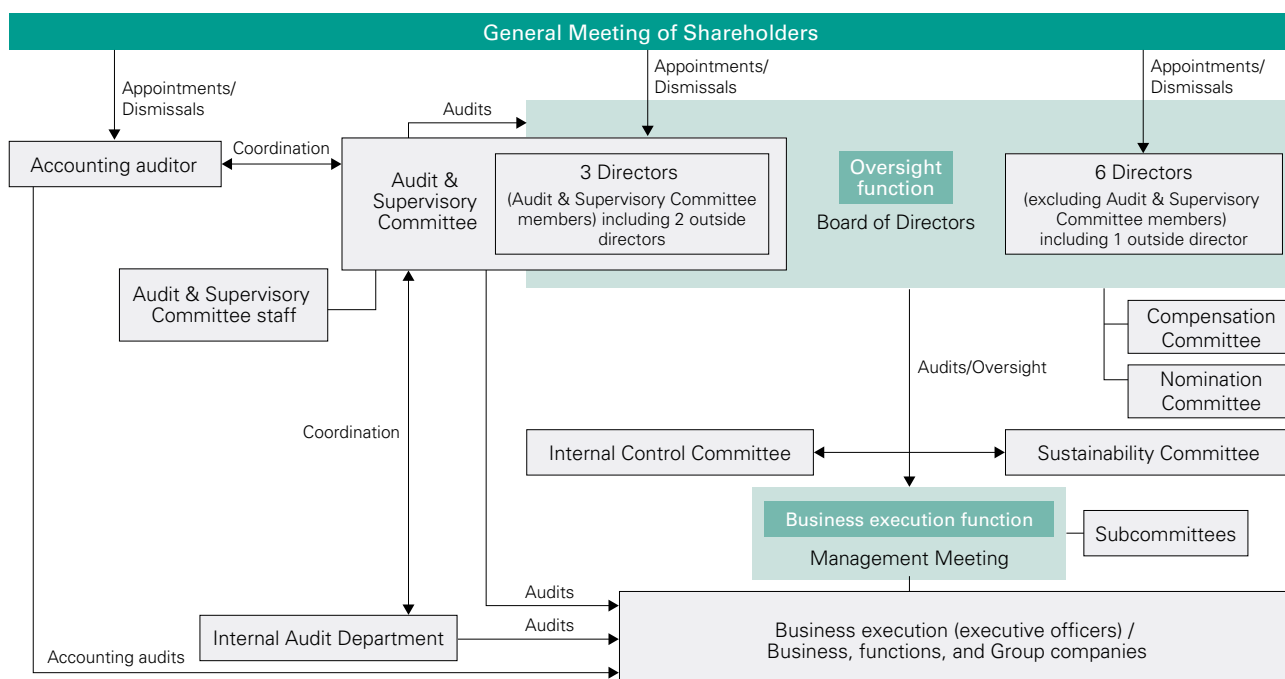 General Meeting of Shareholders
Appointments/
Dismissals
Appointments/
Dismissals
Appointments/
Dismissals
Audits
Accounting auditor
Coordination
Audit &
Supervisory
Committee
3 Directors
(Audit & Supervisory Committee
members) including 2 outside
directors
Oversight
function
Board of Directors
6 Directors
(excluding Audit & Supervisory
Committee members)
including 1 outside director
Audit & Supervisory
Committee staff
Compensation
Committee
Audits/Oversight
Nomination
Committee
Coordination
Internal Control Committee
Sustainability Committee
Business execution function
Management Meeting
Subcommittees
Audits
Internal Audit Department
Audits
Accounting audits
Business execution (executive officers) /
Business, functions, and Group companies